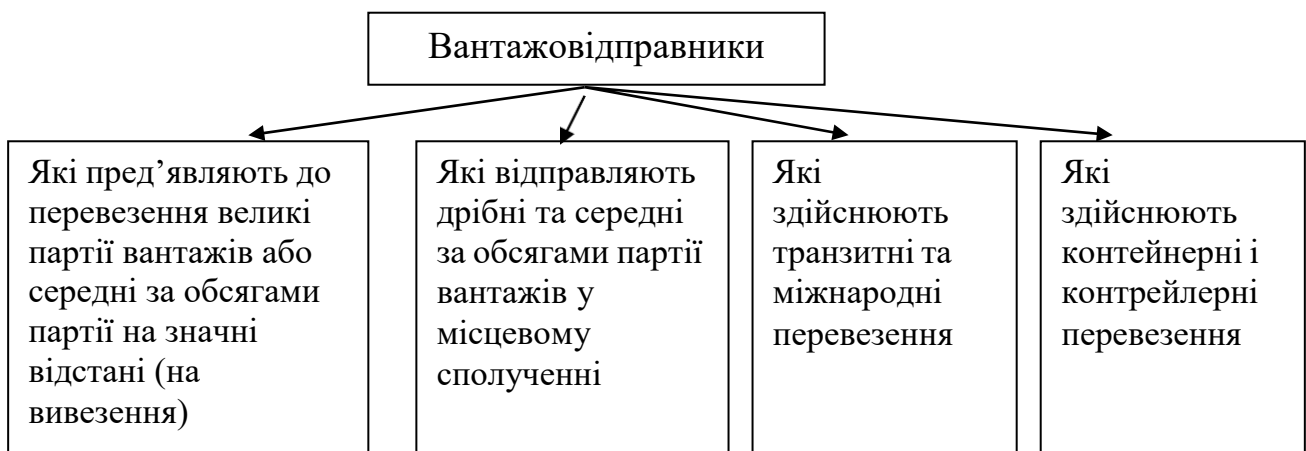 Вантажовідправники
Які пред’являють до
перевезення великі
партії вантажів або
середні за обсягами
партії на значні
відстані (на
вивезення)
Які відправляють
дрібні та середні
за обсягами партії
вантажів у
місцевому
сполученні
Які
здійснюють
транзитні та
міжнародні
перевезення
Які
здійснюють
контейнерні і
контрейлерні
перевезення